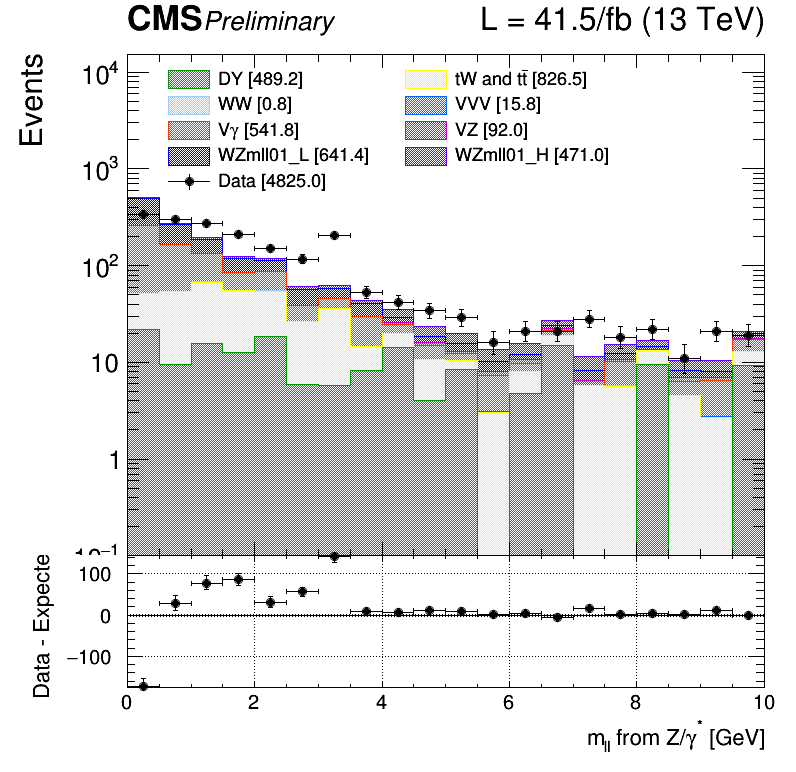 CMS Preliminary L = 41.5/fb (13 TeV)
Events
10⁴
10³
10²
10
1
10⁻¹
DY [489.2]
tW and tt̄ [826.5]
WW [0.8]
VVV [15.8]
Vγ [541.8]
VZ [92.0]
WZmll01_L [641.4]
WZmll01_H [471.0]
Data [4825.0]
Data - Expecte
100
0
−100
0 2 4 6 8 10
m_ll from Z/γ* [GeV]